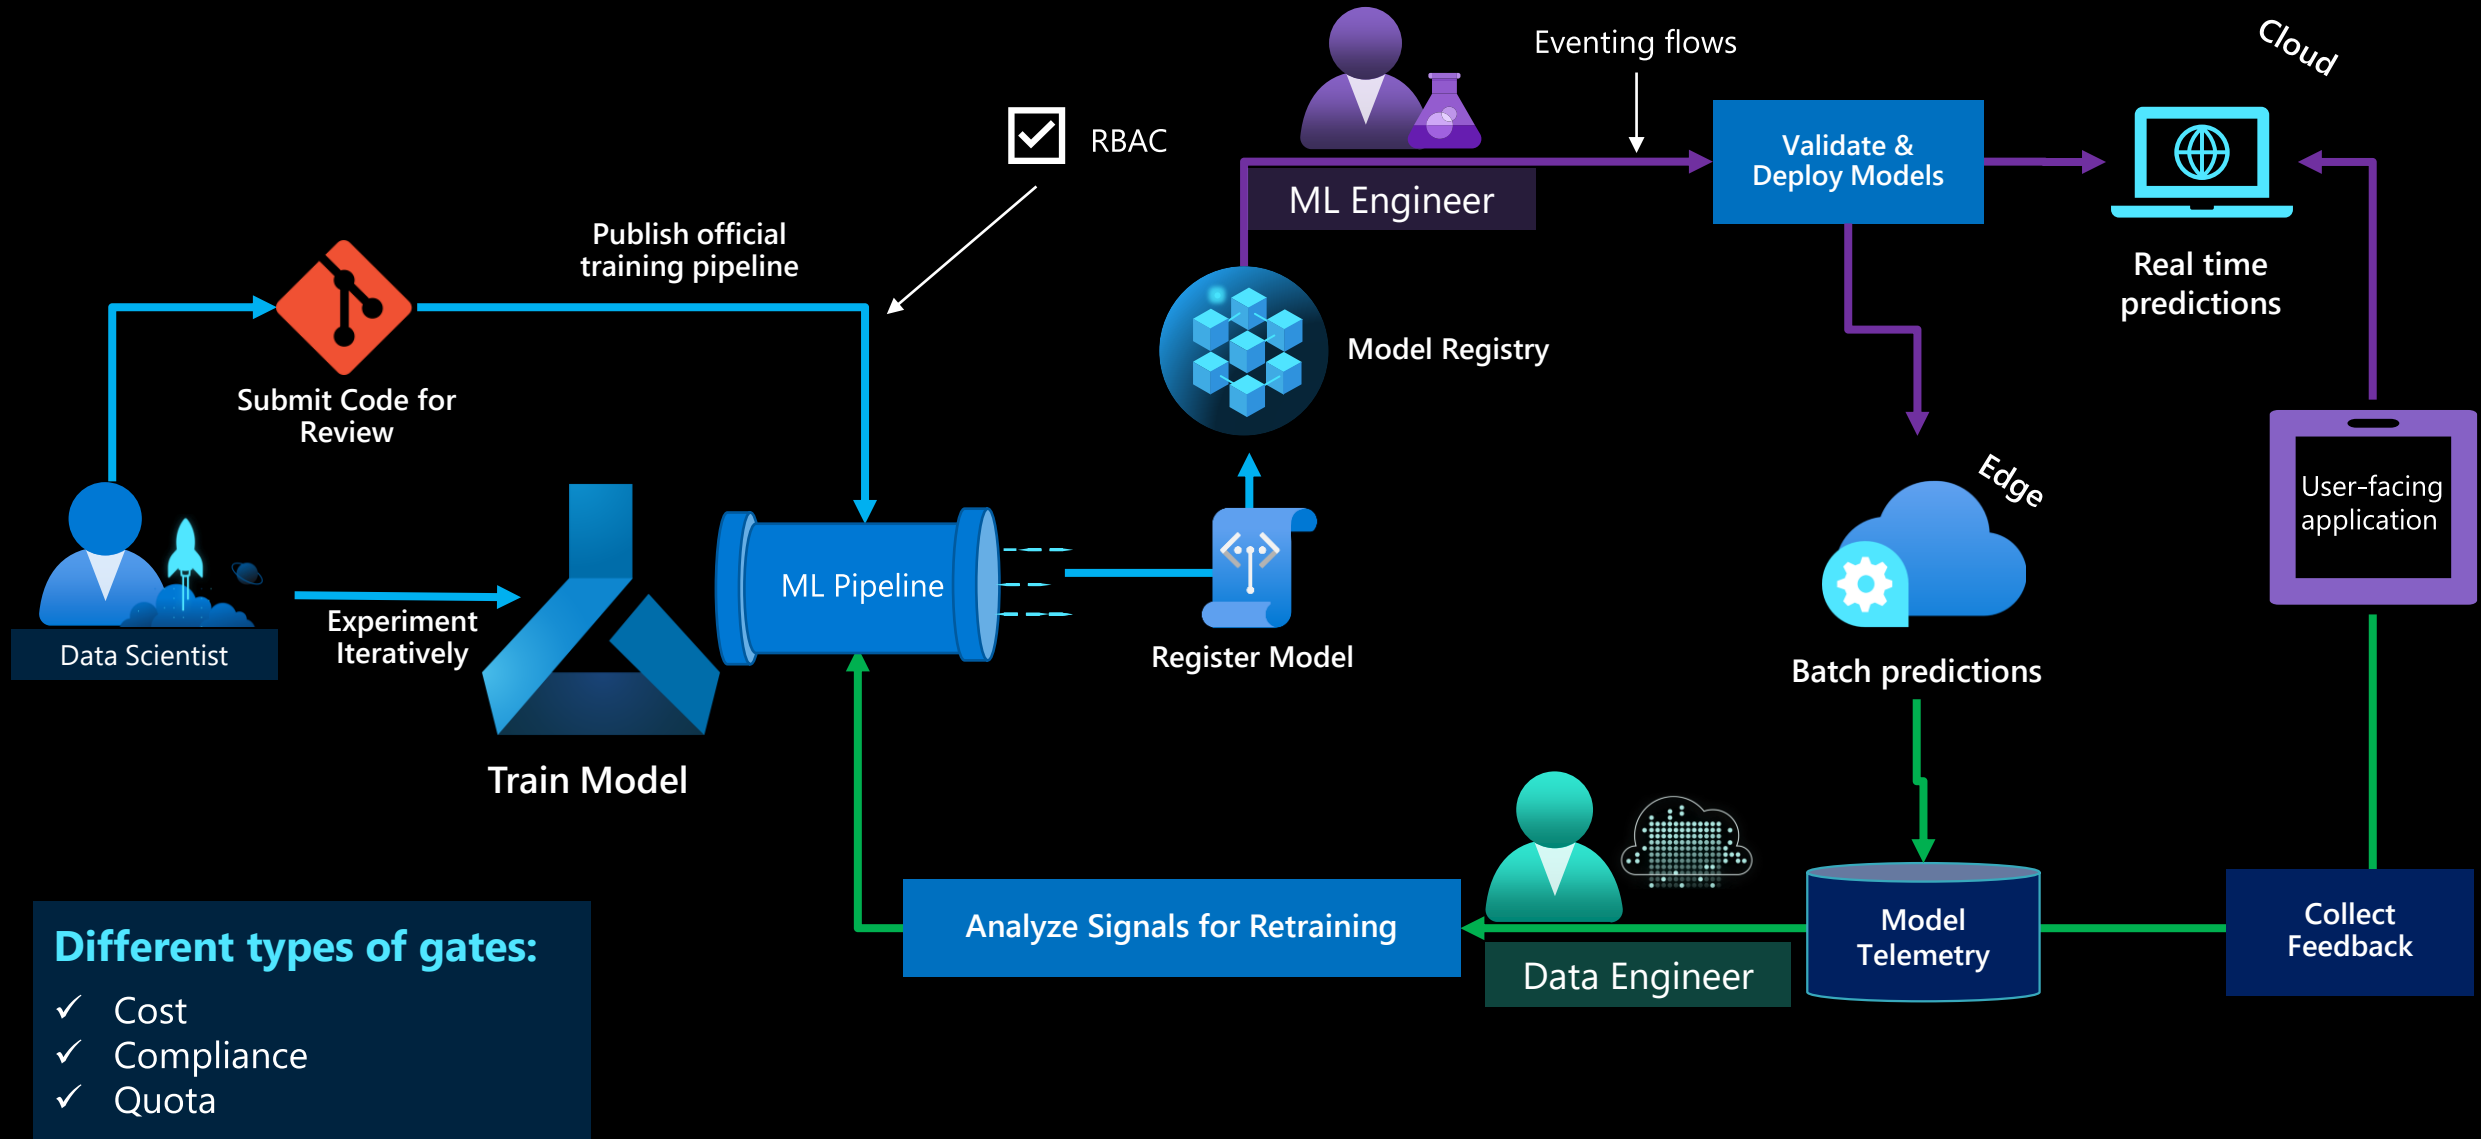 Eventing flows
Cloud
RBAC
Validate &
Deploy Models
ML Engineer
Publish official
training pipeline
Real time
predictions
Model Registry
Submit Code for
Review
Edge
User-facing
application
ML Pipeline
Experiment
Iteratively
Data Scientist
Register Model
Batch predictions
Train Model
Analyze Signals for Retraining
Data Engineer
Model
Telemetry
Collect
Feedback
Different types of gates:
✓ Cost
✓ Compliance
✓ Quota